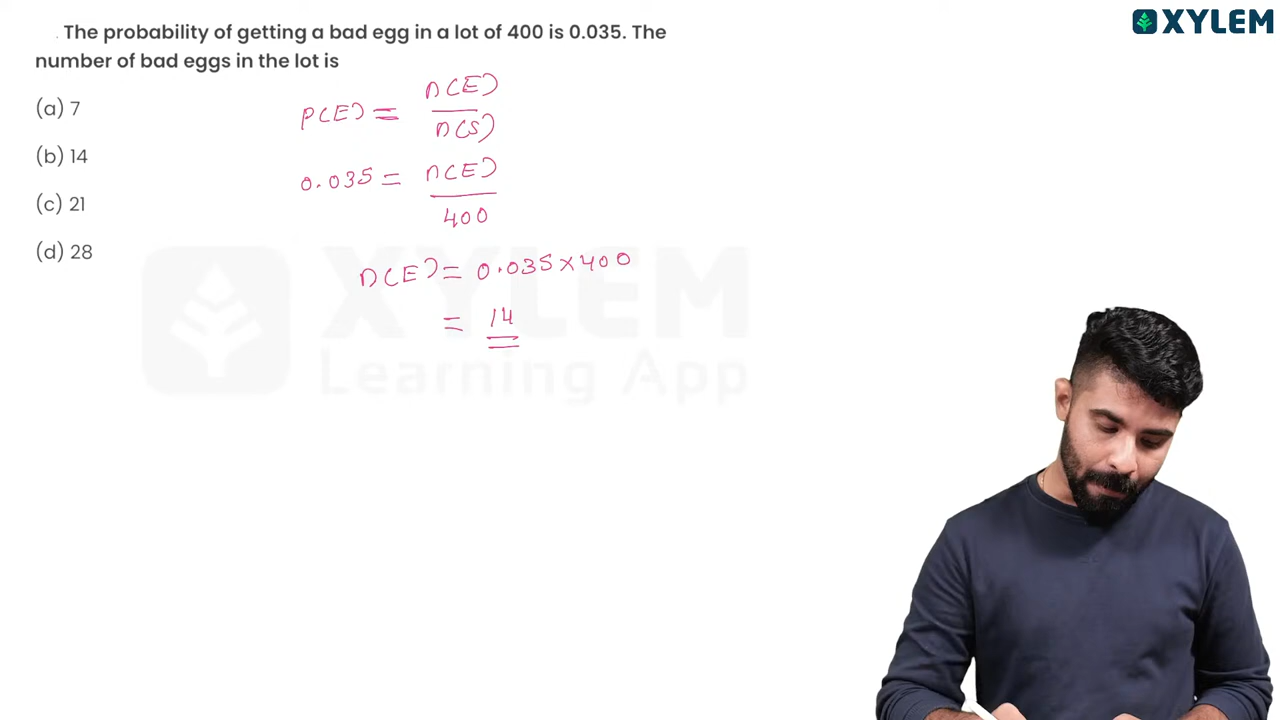 XYLEM
The probability of getting a bad egg in a lot of 400 is 0.035. The
number of bad eggs in the lot is
(a) 7
(b) 14
(c) 21
(d) 28
P(E) = n(E)
n(S)
0.035 = n(E)
400
n(E) = 0.035 × 400
= 14
XYLEM
Learning App